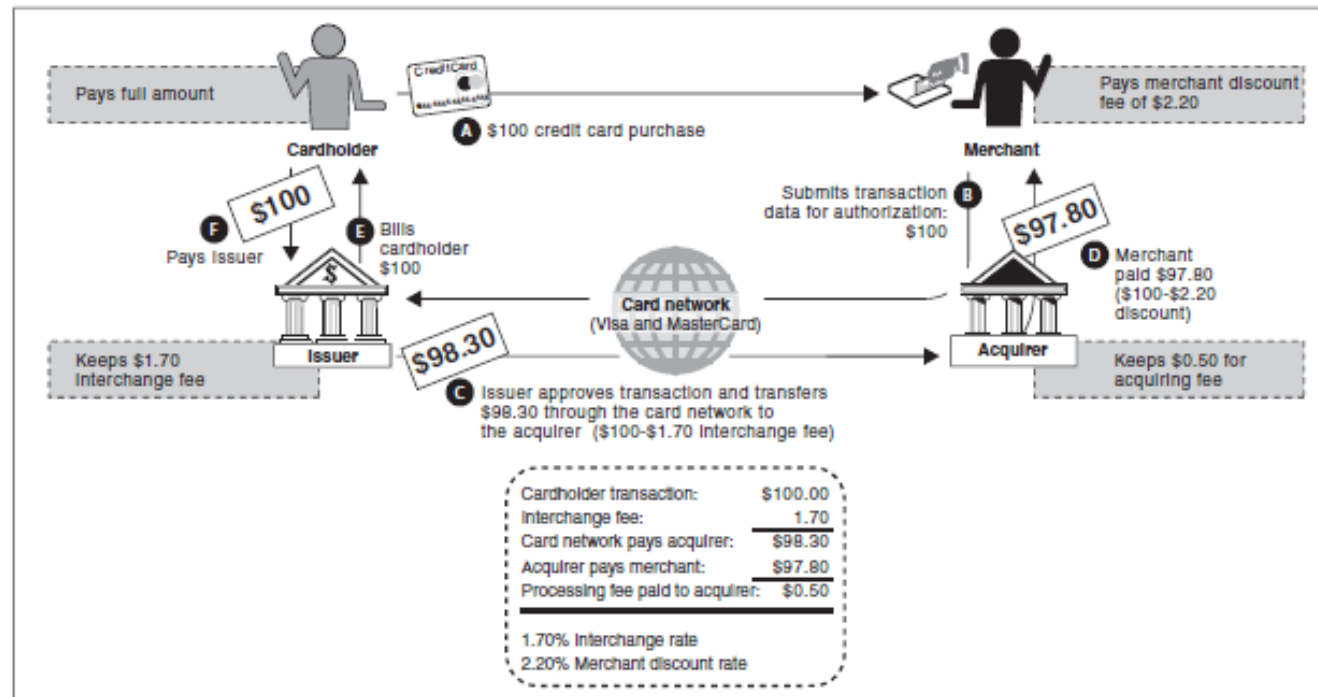 CreditCard
Pays full amount
Pays merchant discount
fee of $2.20
A $100 credit card purchase
Cardholder
Merchant
$100
F
Pays Issuer
E Bills
cardholder
$100
Submits transaction B
data for authorization:
$100
$97.80
D Merchant
paid $97.80
($100-$2.20
discount)
$
Card network
(Visa and MasterCard)
Issuer
$98.30
Acquirer
Keeps $1.70
Interchange fee
Keeps $0.50 for
acquiring fee
C Issuer approves transaction and transfers
$98.30 through the card network to
the acquirer ($100-$1.70 Interchange fee)
Cardholder transaction: $100.00
Interchange fee: 1.70
Card network pays acquirer: $98.30
Acquirer pays merchant: $97.80
Processing fee paid to acquirer: $0.50
1.70% Interchange rate
2.20% Merchant discount rate